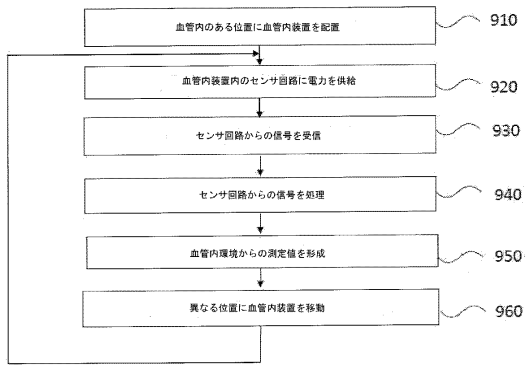 血管内のある位置に血管内装置を配置
910
血管内装置内のセンサ回路に電力を供給
920
センサ回路からの信号を受信
930
センサ回路からの信号を処理
940
血管内環境からの測定値を形成
950
異なる位置に血管内装置を移動
960